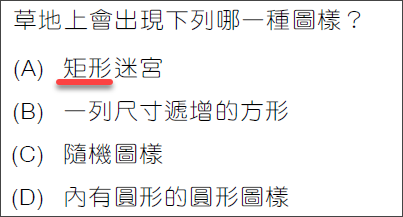 草地上會出現下列哪一種圖樣？
(A) 矩形迷宮
(B) 一列尺寸遞增的方形
(C) 隨機圖樣
(D) 內有圓形的圓形圖樣